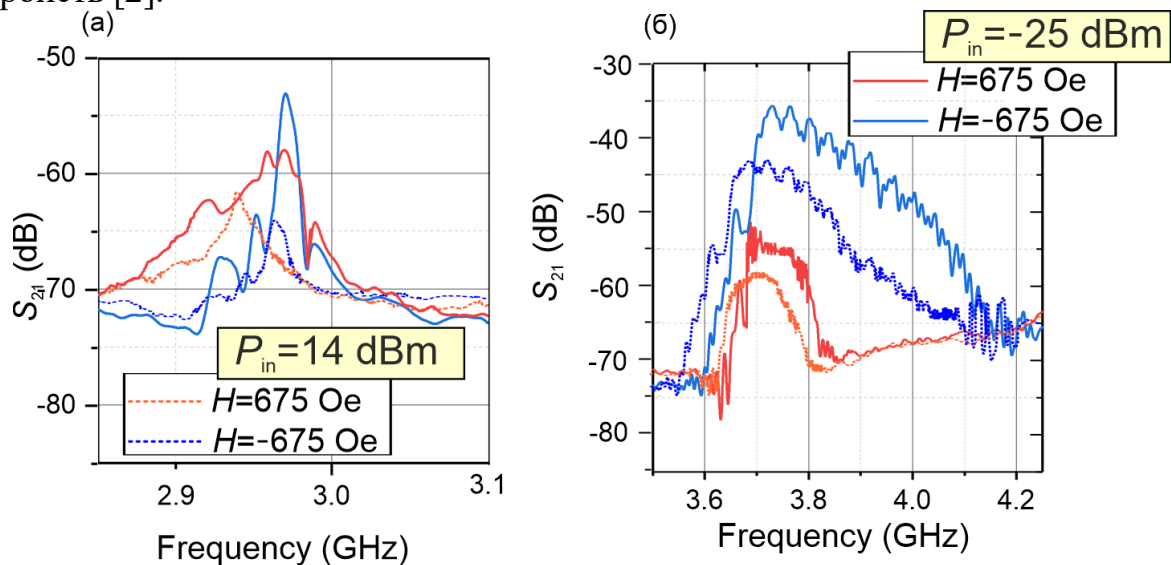 (a)
-50
-60
-70
-80
S21 (dB)
Pin=14 dBm
H=675 Oe
H=-675 Oe
2.9
3.0
3.1
Frequency (GHz)
(б)
Pin=-25 dBm
H=675 Oe
H=-675 Oe
-30
-40
-50
-60
-70
-80
S21 (dB)
3.6
3.8
4.0
4.2
Frequency (GHz)